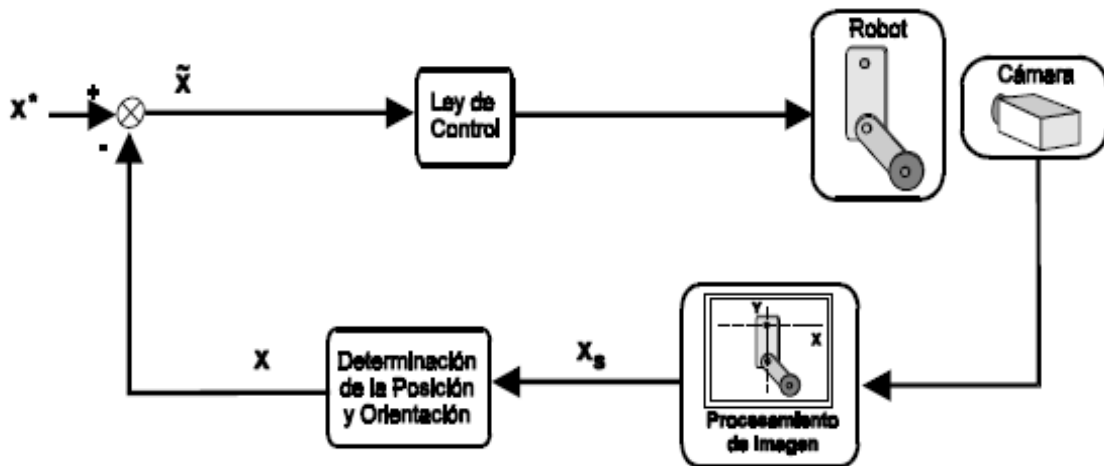 Robot
Cámara
X*
+
-
x̃
Ley de
Control
Y
X
Procesamiento
de Imagen
Xs
Determinación
de la Posición
y Orientación
X